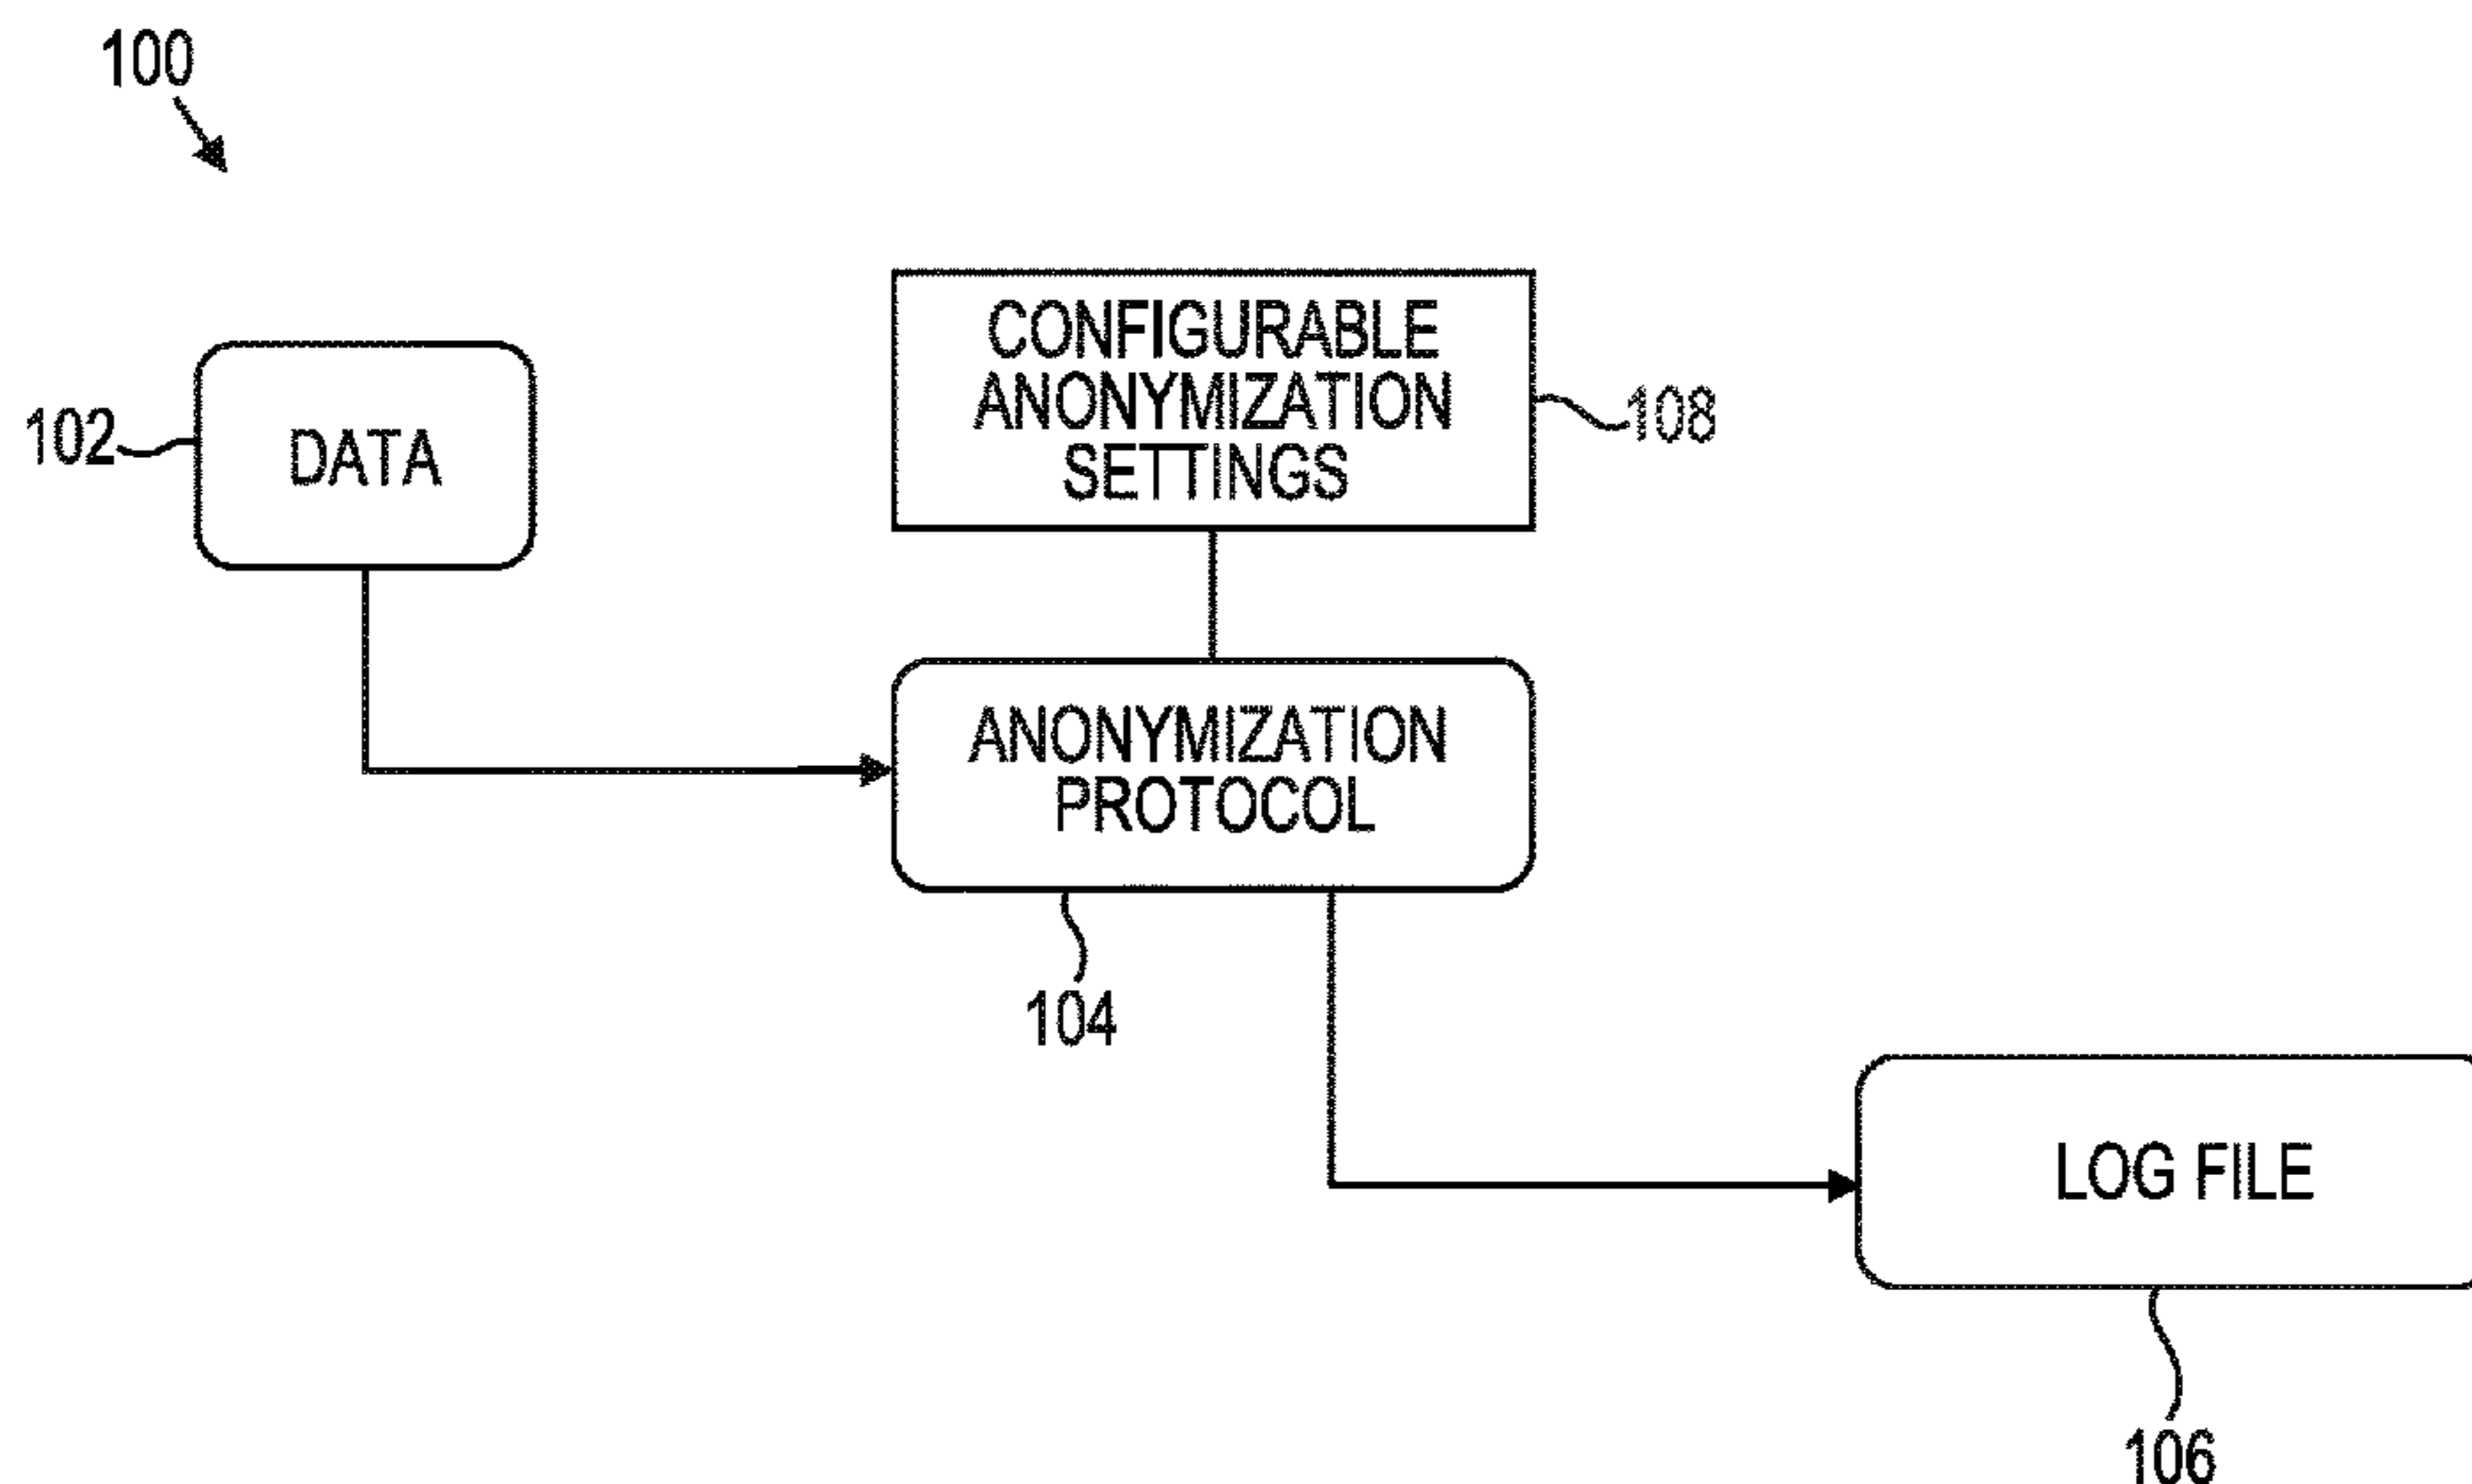 100
CONFIGURABLE
ANONYMIZATION
SETTINGS
108
102
DATA
ANONYMIZATION
PROTOCOL
104
LOG FILE
106